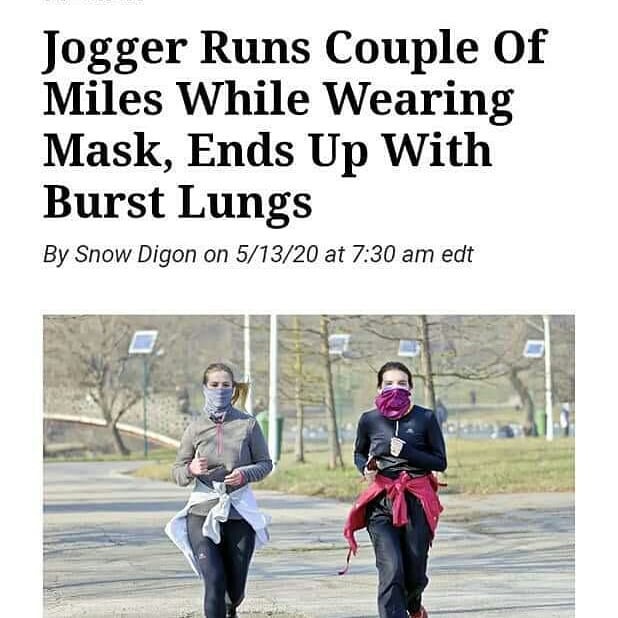 Jogger Runs Couple Of
Miles While Wearing
Mask, Ends Up With
Burst Lungs
By Snow Digon on 5/13/20 at 7:30 am edt